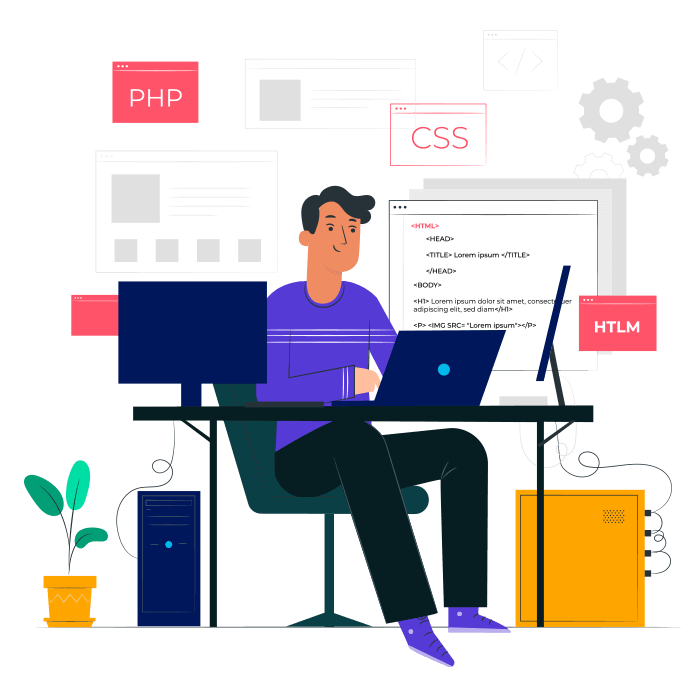 PHP
</>
CSS
<HTML>
<HEAD>
<TITLE> Lorem ipsum </TITLE>
</HEAD>
<BODY>
<H1> Lorem ipsum dolor sit amet, consectetuer
adipiscing elit, sed diam</H1>
<P> <IMG SRC= "Lorem ipsum"></P>
HTLM